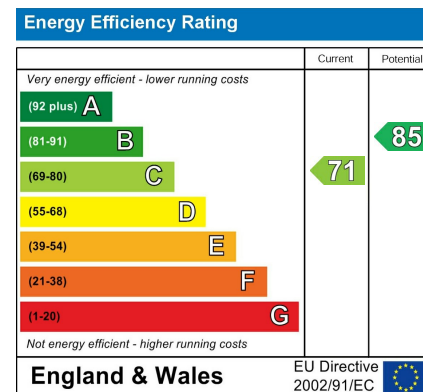 Energy Efficiency Rating
Current Potential
Very energy efficient - lower running costs
(92 plus) A
(81-91) B
85
(69-80) C
71
(55-68) D
(39-54) E
(21-38) F
(1-20) G
Not energy efficient - higher running costs
England & Wales
EU Directive
2002/91/EC